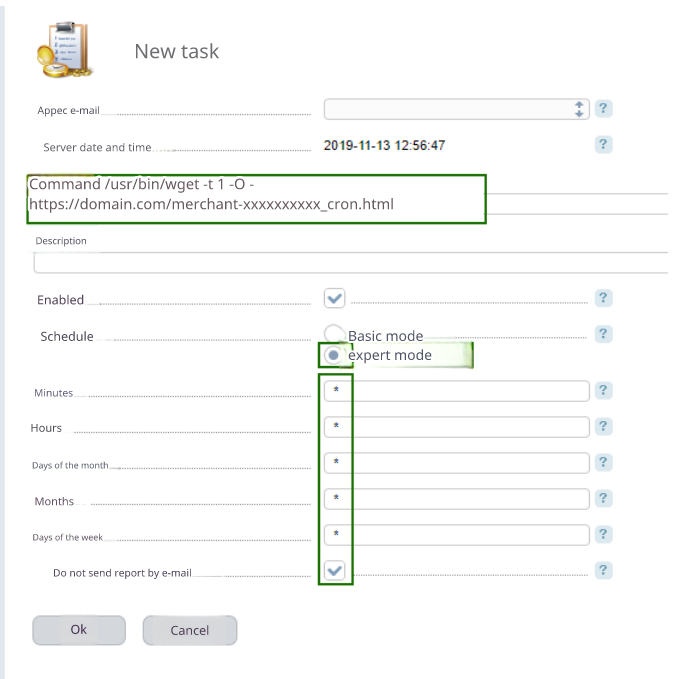 New task
Appec e-mail
?
Server date and time
2019-11-13 12:56:47
?
Command /usr/bin/wget -t 1 -O -
https://domain.com/merchant-xxxxxxxxxx_cron.html
Description
Enabled
?
Schedule
Basic mode
?
expert mode
Minutes
*
?
Hours
*
?
Days of the month
*
?
Months
*
?
Days of the week
*
?
Do not send report by e-mail
?
Ok
Cancel